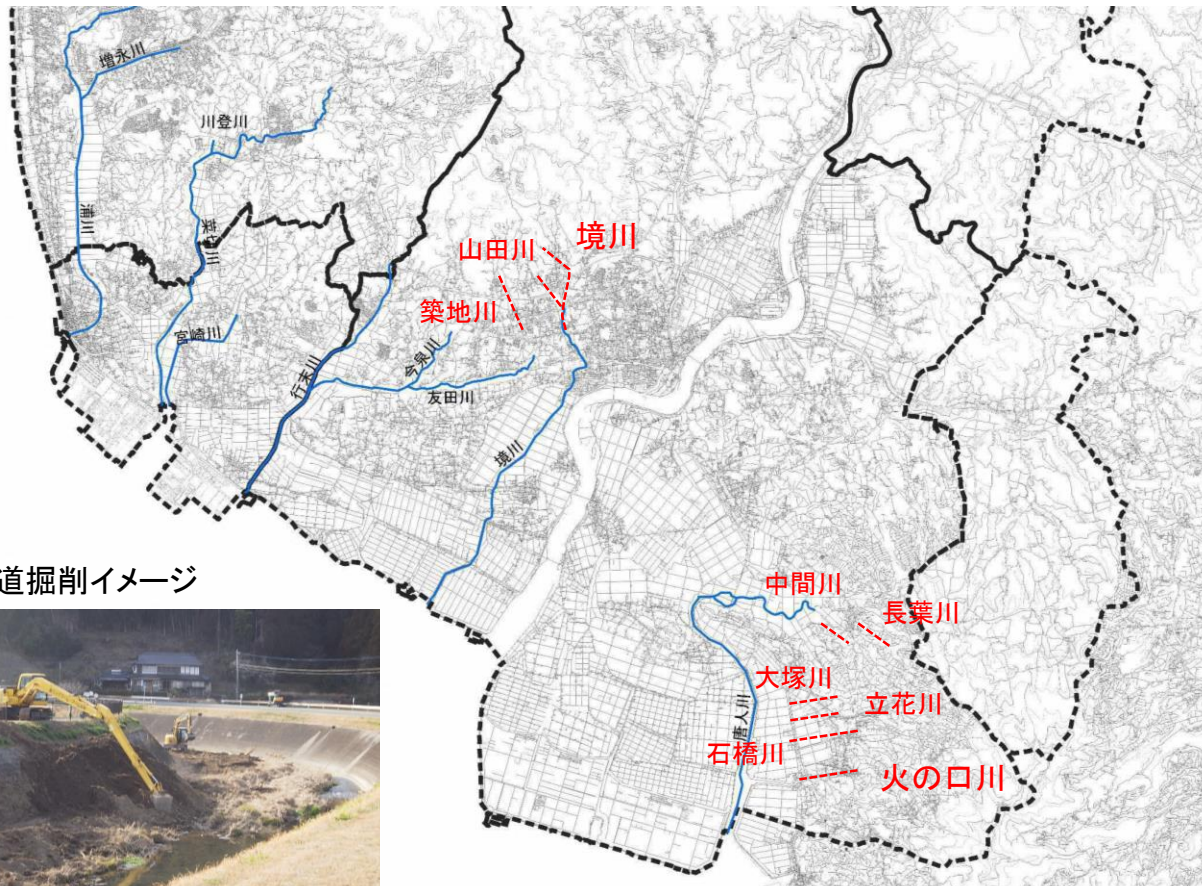 増永川
川登川
浦川
菜切川
宮崎川
行末川
今泉川
友田川
境川
山田川
築地川
境川
中間川
長葉川
大塚川
立花川
石橋川
火の口川
唐人川
道掘削イメージ